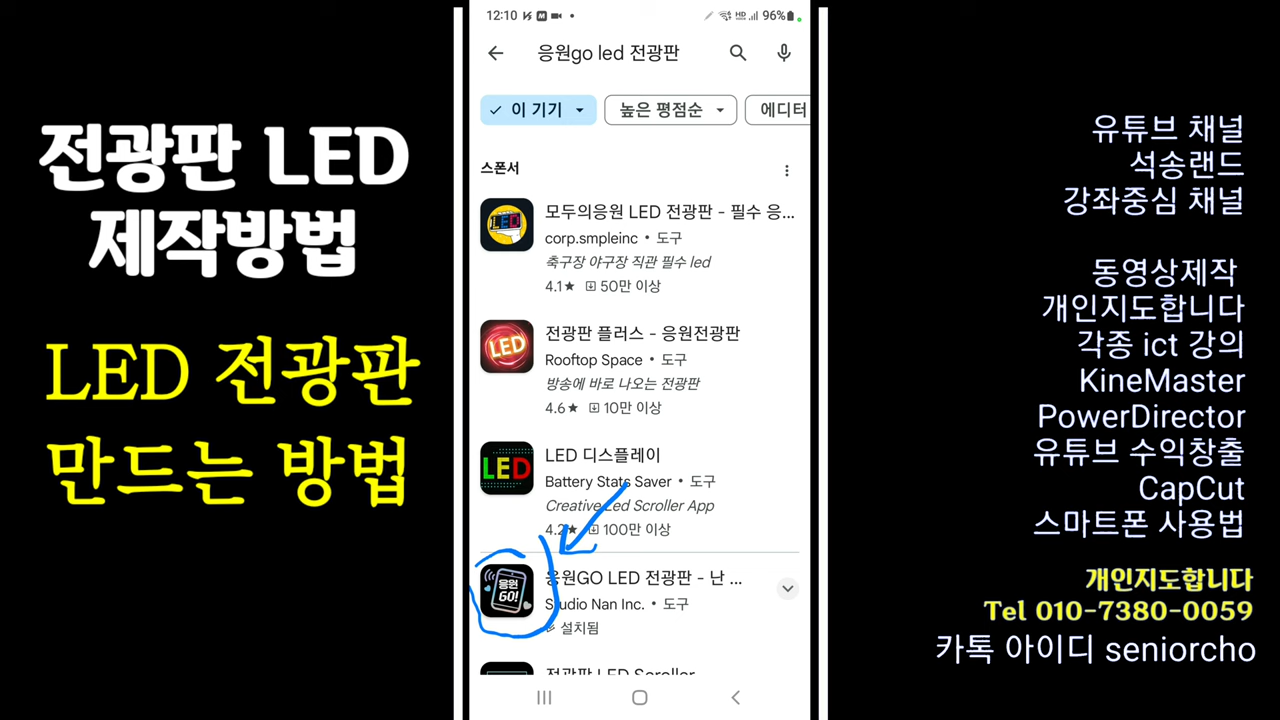 전광판 LED
제작방법
LED 전광판
만드는 방법
12:10
96%
응원go led 전광판
이 기기
높은 평점순
에디터
스폰서
LED
모두의응원 LED 전광판 - 필수 응...
corp.smpleinc • 도구
축구장 야구장 직관 필수 led
4.1★ 50만 이상
LED
전광판 플러스 - 응원전광판
Rooftop Space • 도구
방송에 바로 나오는 전광판
4.6★ 10만 이상
LED
LED 디스플레이
Battery Stats Saver • 도구
Creative Led Scroller App
4.2★ 100만 이상
응원
GO!
응원GO LED 전광판 - 난 ...
Studio Nan Inc. • 도구
설치됨
전광판 LED Scroller
유튜브 채널
석송랜드
강좌중심 채널
동영상제작
개인지도합니다
각종 ict 강의
KineMaster
PowerDirector
유튜브 수익창출
CapCut
스마트폰 사용법
개인지도합니다
Tel 010-7380-0059
카톡 아이디 seniorcho